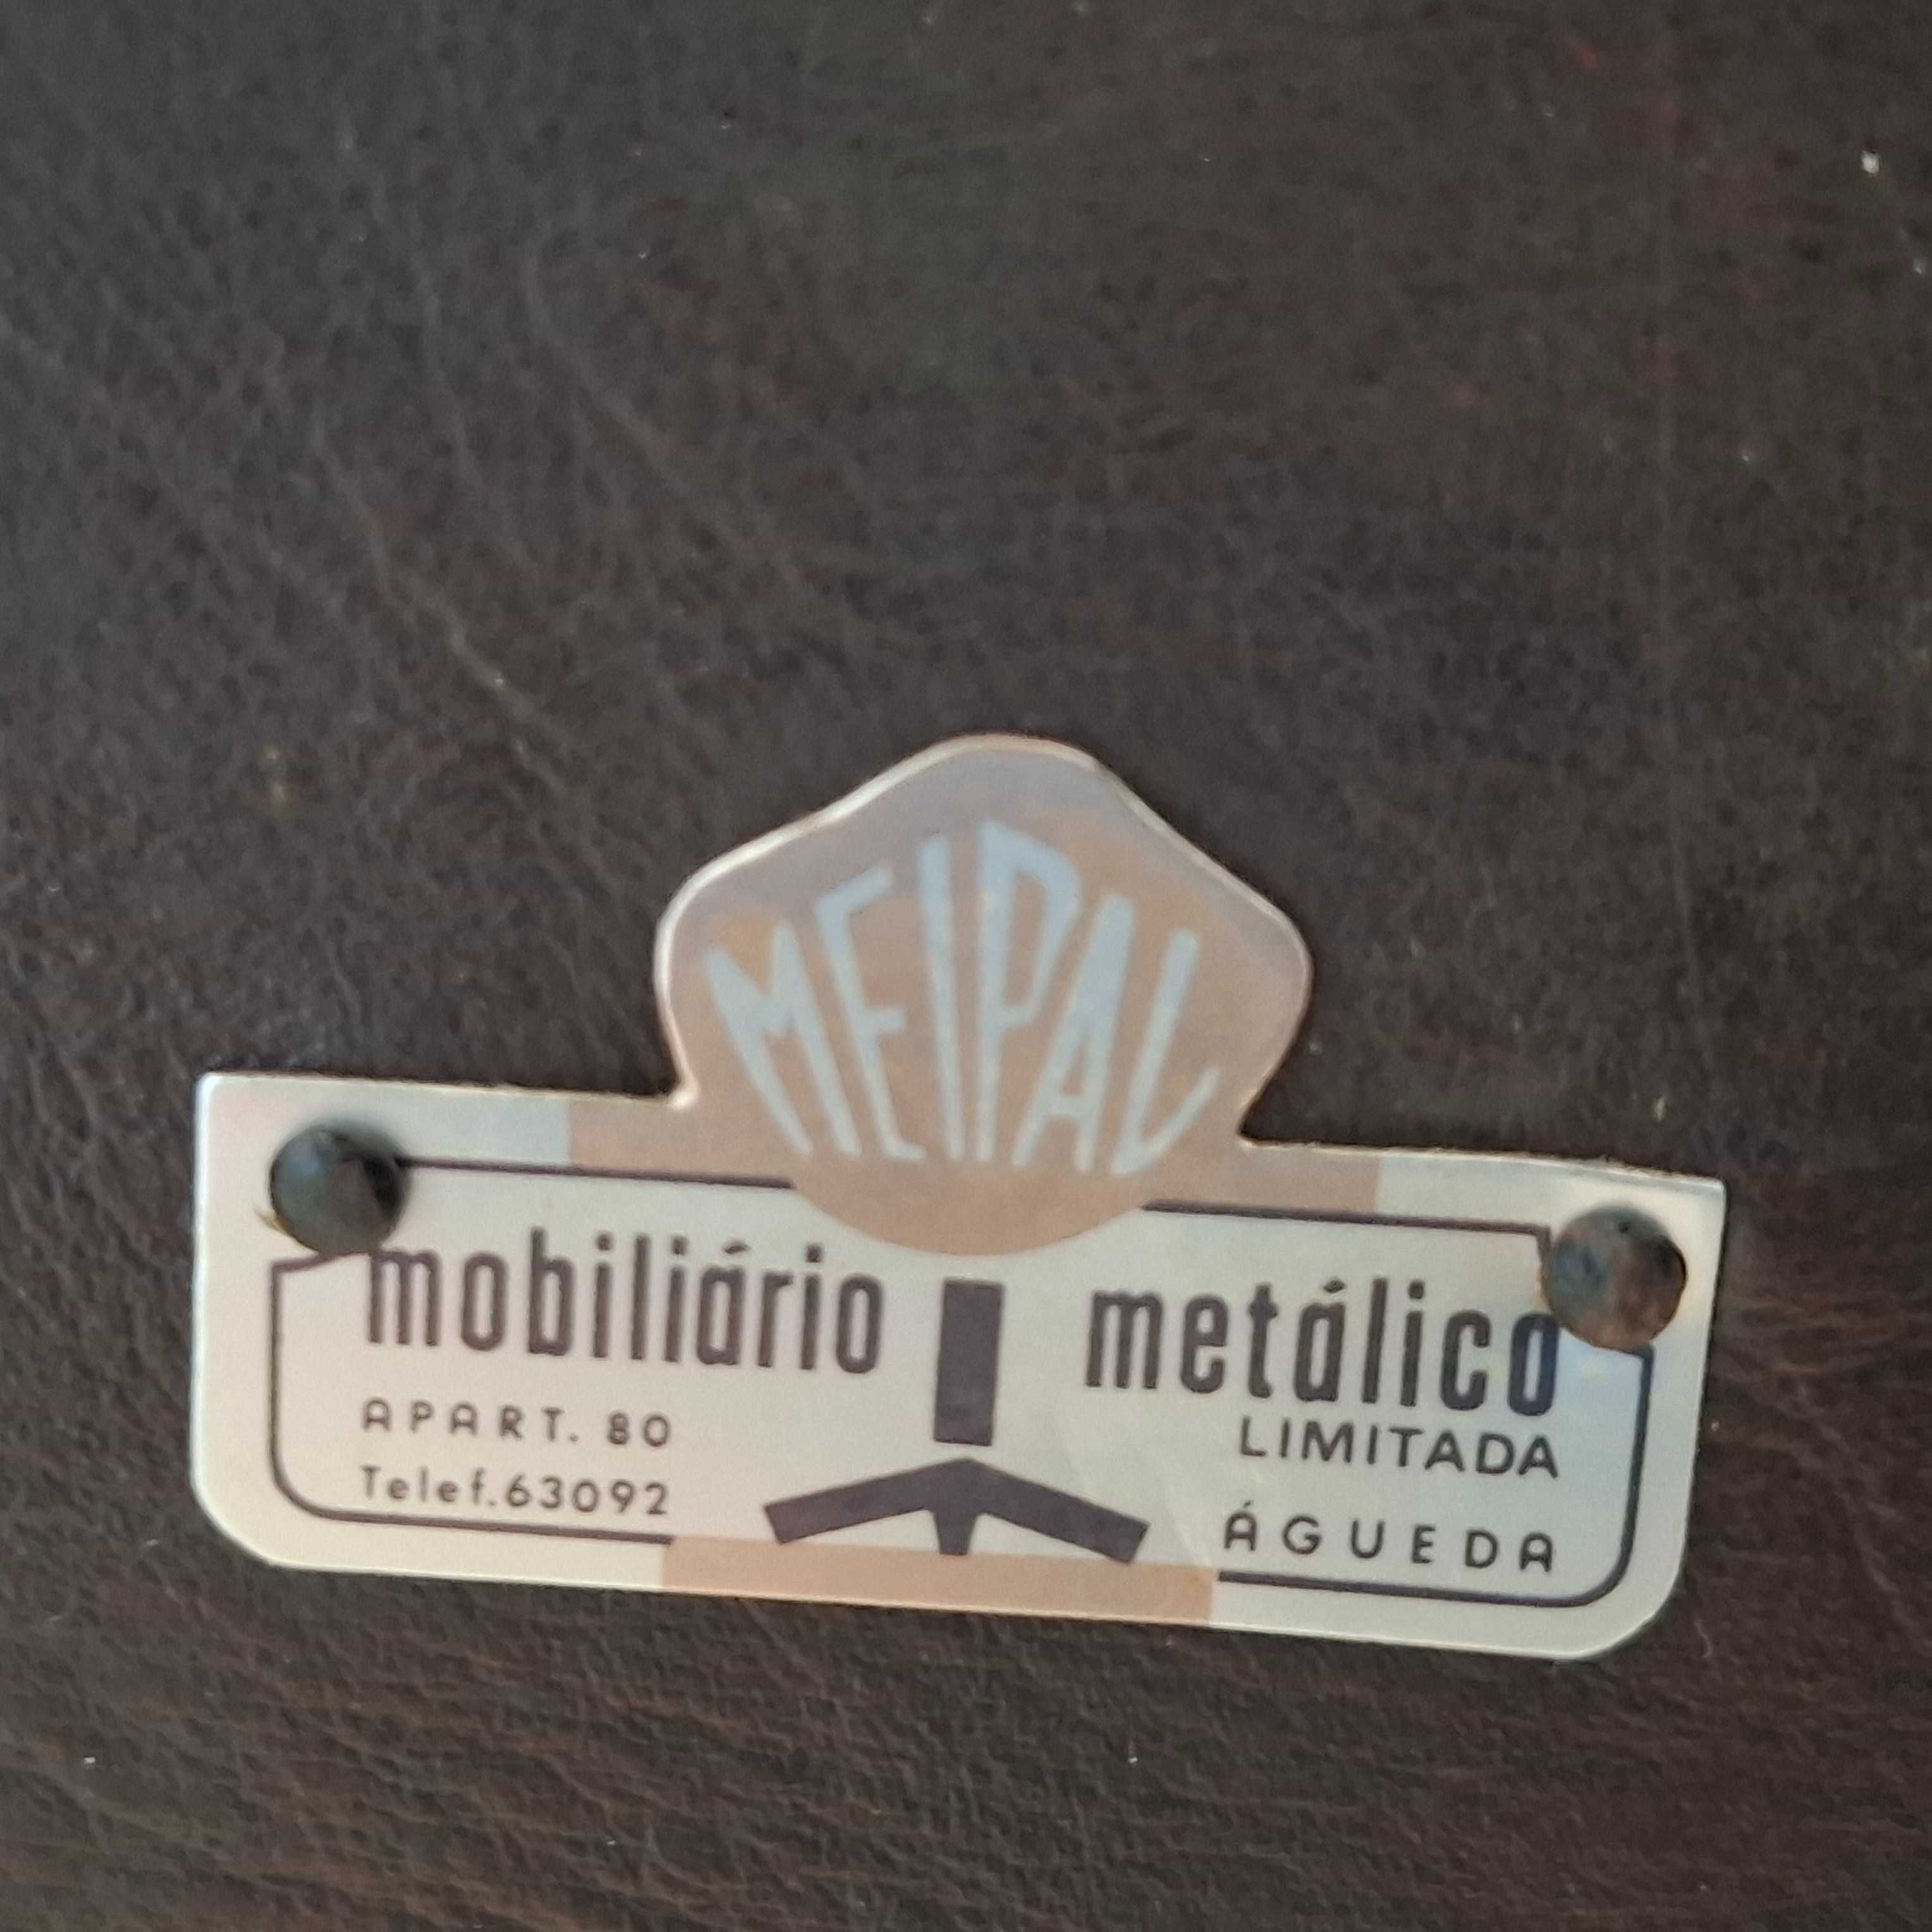 MEIPAL
mobiliário metálico
LIMITADA
APART. 80
Telef.63092
ÁGUEDA